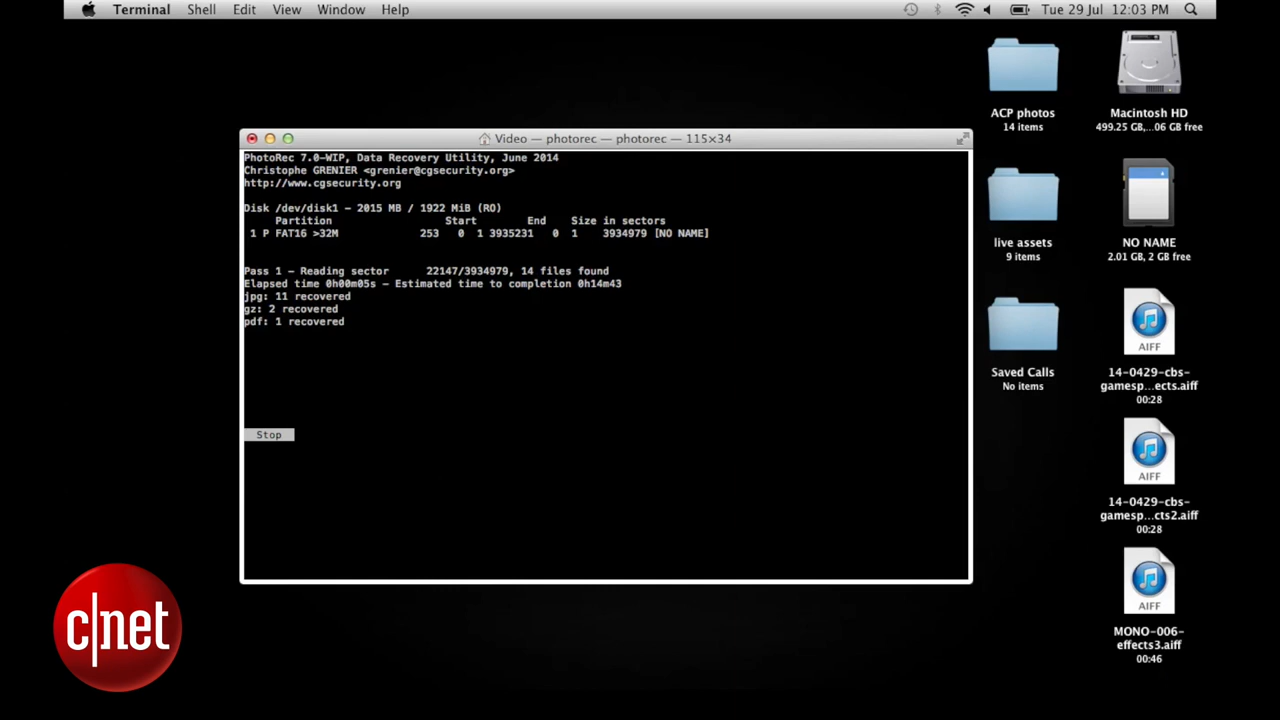 Terminal Shell Edit View Window Help Tue 29 Jul 12:03 PM
Video — photorec — photorec — 115×34
PhotoRec 7.0-WIP, Data Recovery Utility, June 2014
Christophe GRENIER <grenier@cgsecurity.org>
http://www.cgsecurity.org
Disk /dev/disk1 - 2015 MB / 1922 MiB (RO)
Partition Start End Size in sectors
1 P FAT16 >32M 253 0 1 3935231 0 1 3934979 [NO NAME]
Pass 1 - Reading sector 22147/3934979, 14 files found
Elapsed time 0h00m05s - Estimated time to completion 0h14m43
jpg: 11 recovered
gz: 2 recovered
pdf: 1 recovered
Stop
ACP photos
14 items
live assets
9 items
Saved Calls
No items
Macintosh HD
499.25 GB,...06 GB free
NO NAME
2.01 GB, 2 GB free
AIFF
14-0429-cbs-
gamesp...ects.aiff
00:28
AIFF
14-0429-cbs-
gamesp...cts2.aiff
00:28
AIFF
MONO-006-
effects3.aiff
00:46
c|net